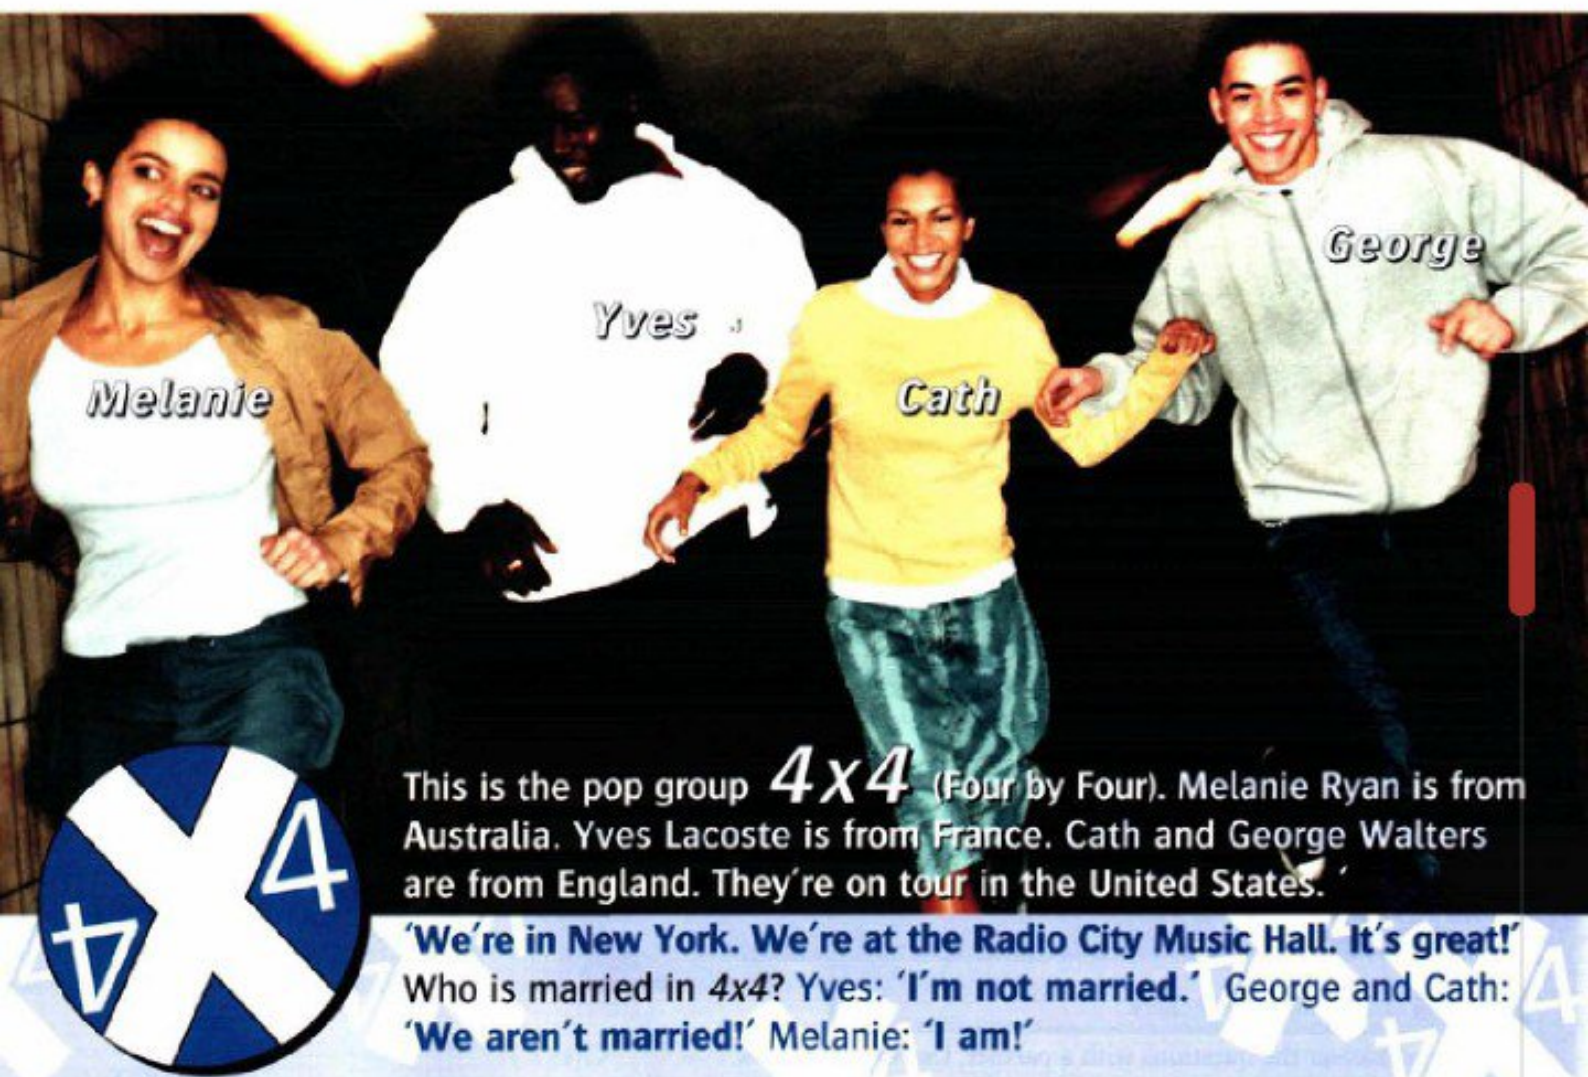 George
Yves
Melanie
Cath
This is the pop group 4x4 (Four by Four). Melanie Ryan is from
Australia. Yves Lacoste is from France. Cath and George Walters
are from England. They're on tour in the United States. '
4
x
4
'We're in New York. We're at the Radio City Music Hall. It's great!'
Who is married in 4x4? Yves: 'I'm not married.' George and Cath:
'We aren't married!' Melanie: 'I am!'